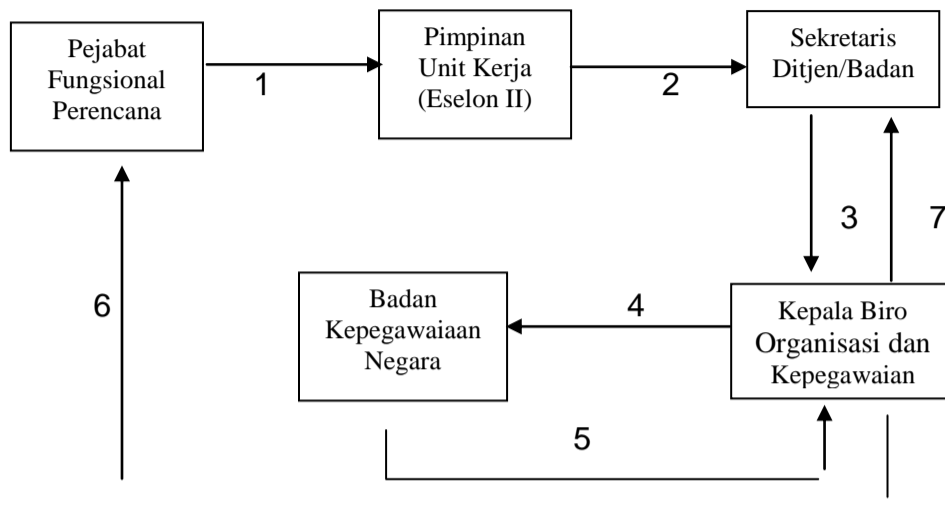 Pejabat
Fungsional
Perencana
1
Pimpinan
Unit Kerja
(Eselon II)
2
Sekretaris
Ditjen/Badan
3
7
6
Badan
Kepegawaiaan
Negara
4
Kepala Biro
Organisasi dan
Kepegawaian
5